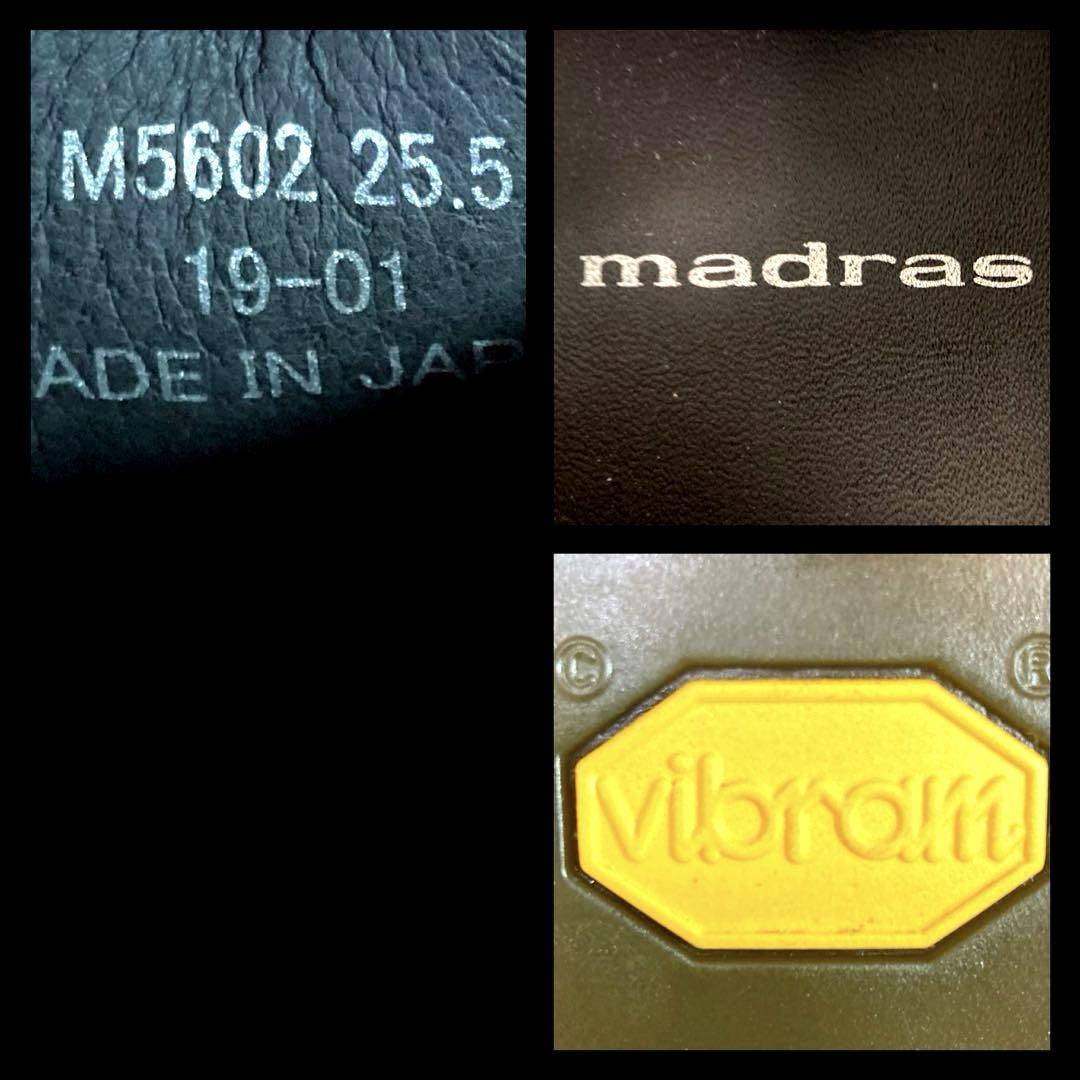 M5602 25.5
19-01
ADE IN JAP
madras
© ®
vibram